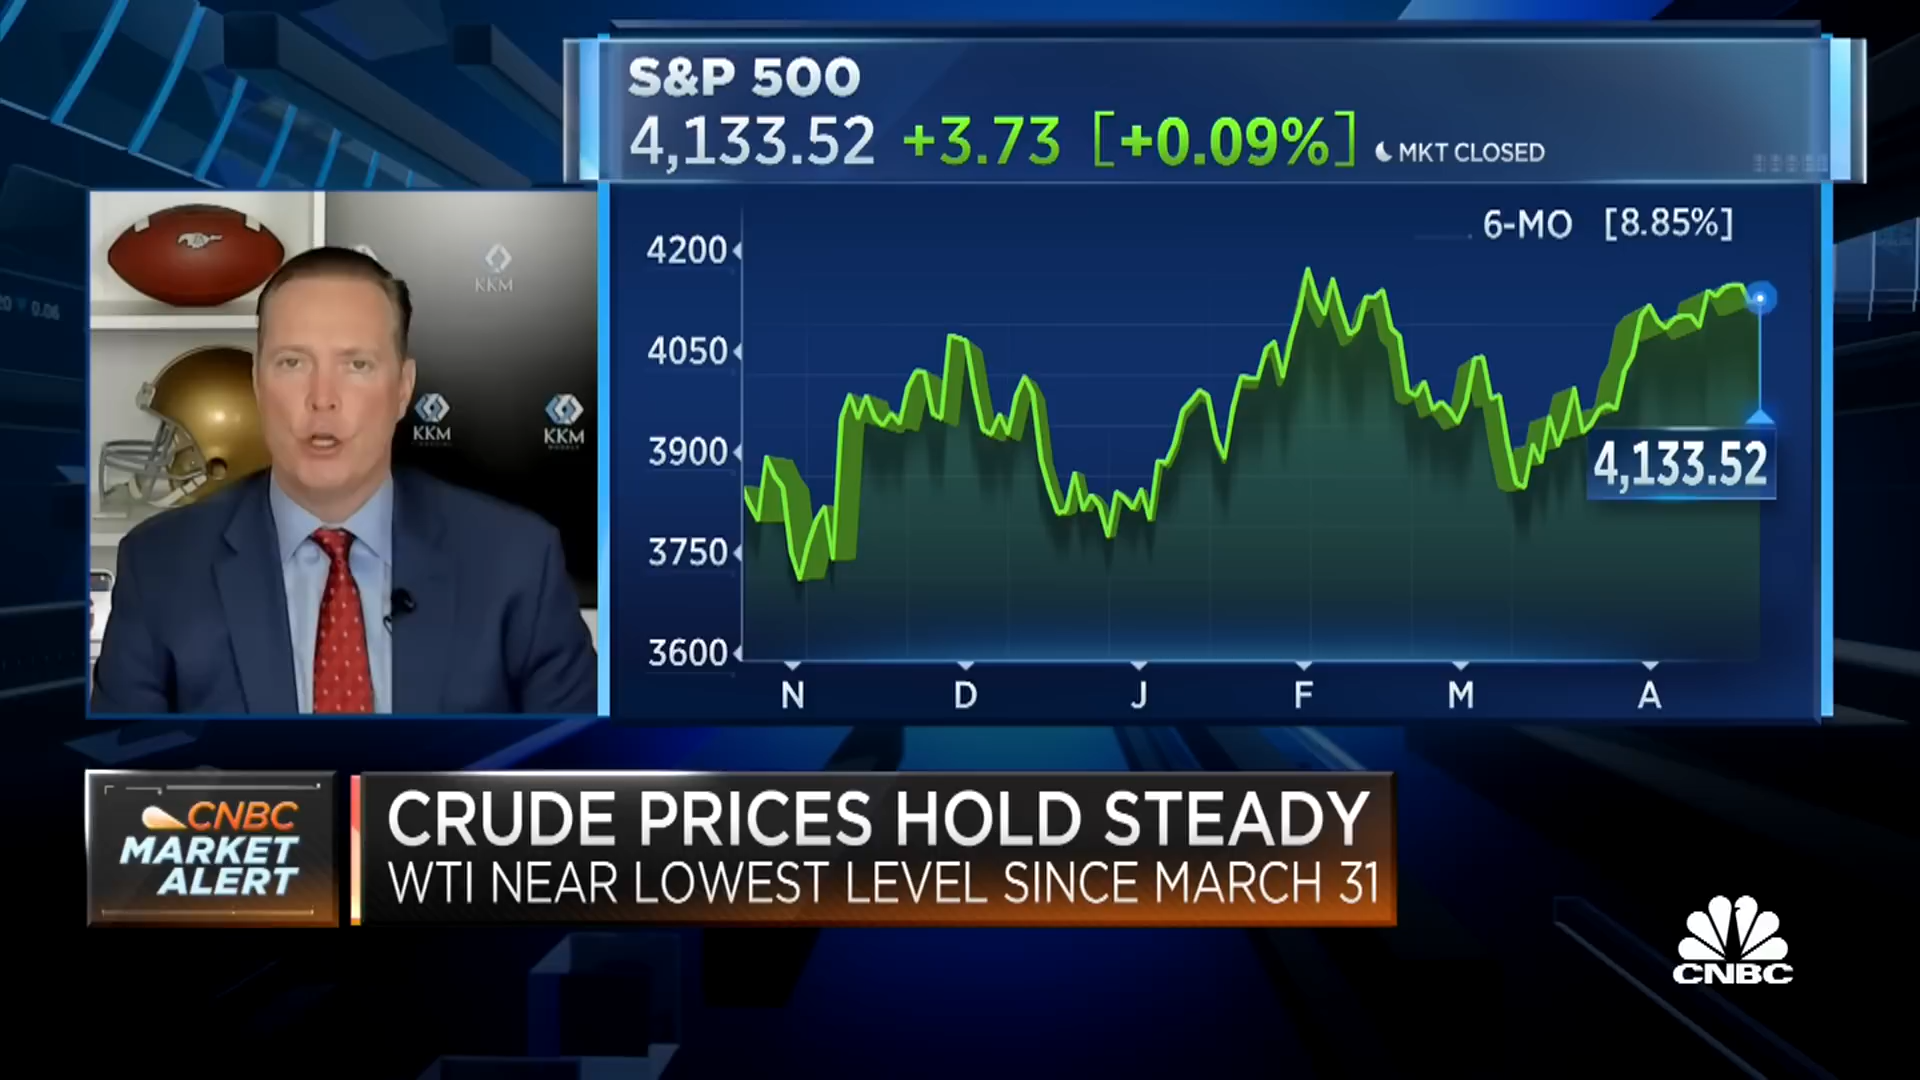 S&P 500
4,133.52 +3.73 [+0.09%] MKT CLOSED
6-MO [8.85%]
4200
4050
3900
3750
3600
4,133.52
N D J F M A
KKM
KKM
KKM
0.06
CNBC
MARKET
ALERT
CRUDE PRICES HOLD STEADY
WTI NEAR LOWEST LEVEL SINCE MARCH 31
CNBC